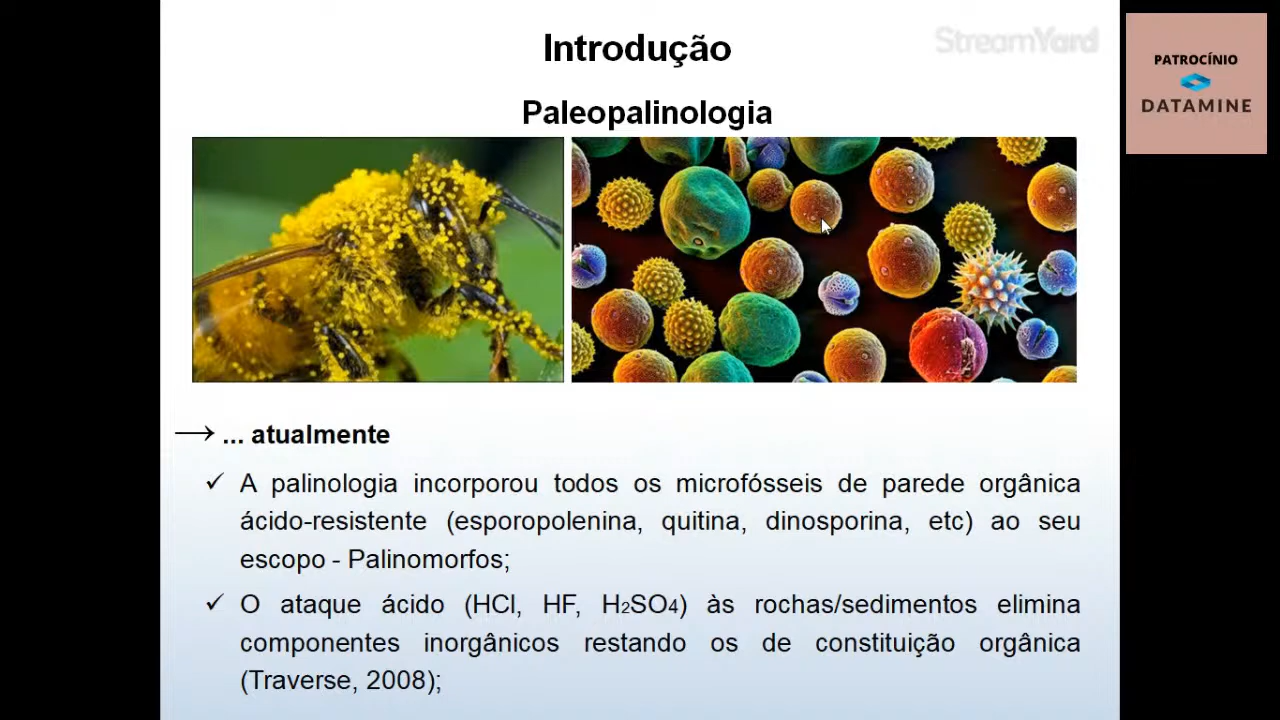 Introdução
StreamYard
PATROCÍNIO
DATAMINE
Paleopalinologia
→ ... atualmente
✓ A palinologia incorporou todos os microfósseis de parede orgânica
ácido-resistente (esporopolenina, quitina, dinosporina, etc) ao seu
escopo - Palinomorfos;
✓ O ataque ácido (HCl, HF, H₂SO₄) às rochas/sedimentos elimina
componentes inorgânicos restando os de constituição orgânica
(Traverse, 2008);